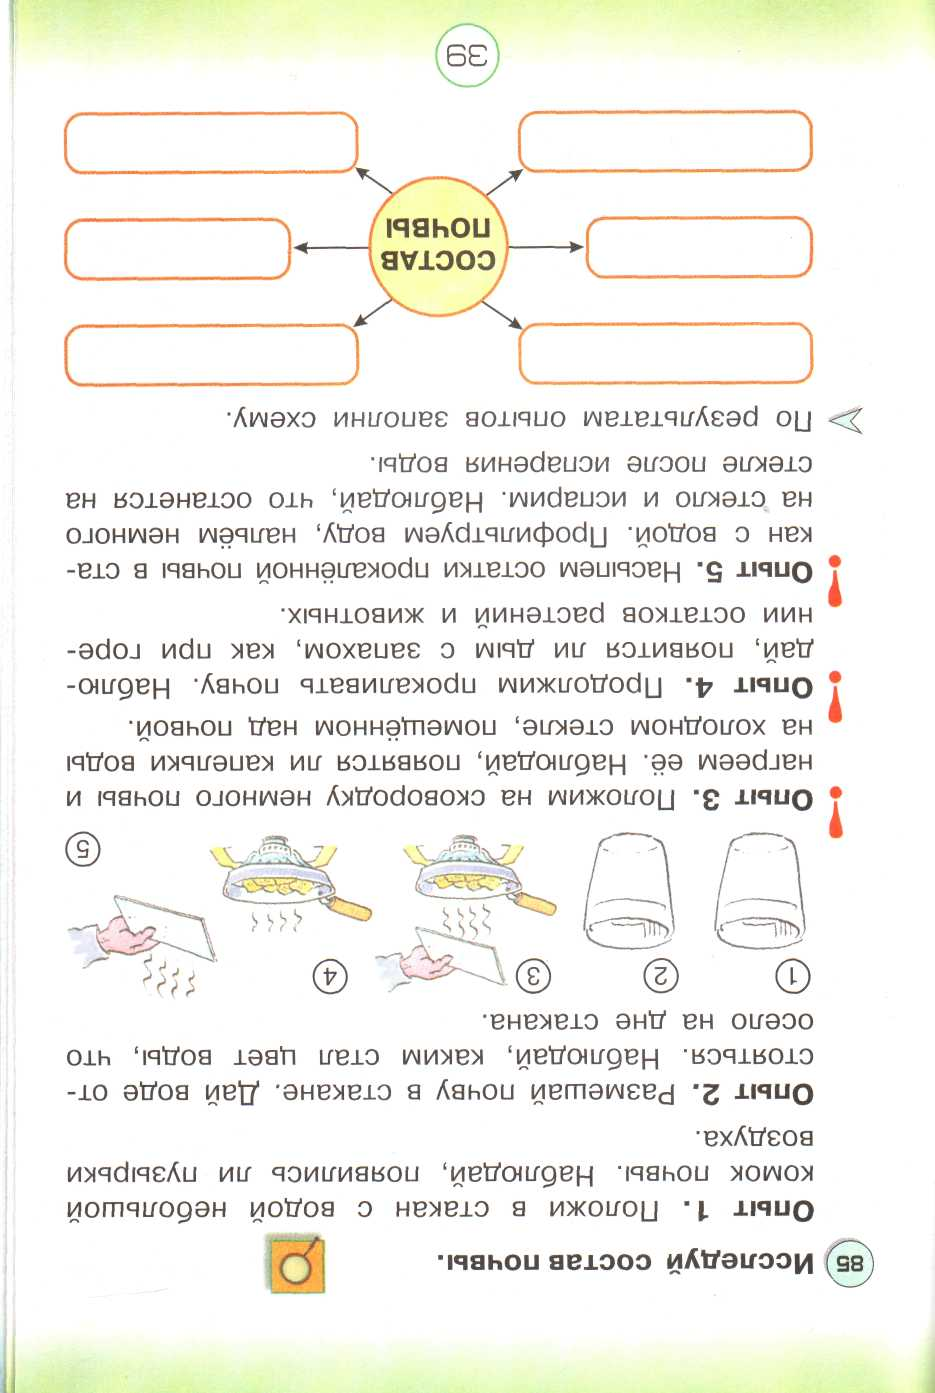 85 Исследуй состав почвы.
Опыт 1. Положи в стакан с водой небольшой
комок почвы. Наблюдай, появились ли пузырьки
воздуха.
Опыт 2. Размешай почву в стакане. Дай воде от-
стояться. Наблюдай, каким стал цвет воды, что
осело на дне стакана.
1 2 3 4 5
Опыт 3. Положим на сковородку немного почвы и
нагреем её. Наблюдай, появятся ли капельки воды
на холодном стекле, помещённом над почвой.
Опыт 4. Продолжим прокаливать почву. Наблю-
дай, появится ли дым с запахом, как при горе-
нии остатков растений и животных.
Опыт 5. Насыпем остатки прокалённой почвы в ста-
кан с водой. Профильтруем воду, нальём немного
на стекло и испарим. Наблюдай, что останется на
стекле после испарения воды.
По результатам опытов заполни схему.
СОСТАВ
ПОЧВЫ
39